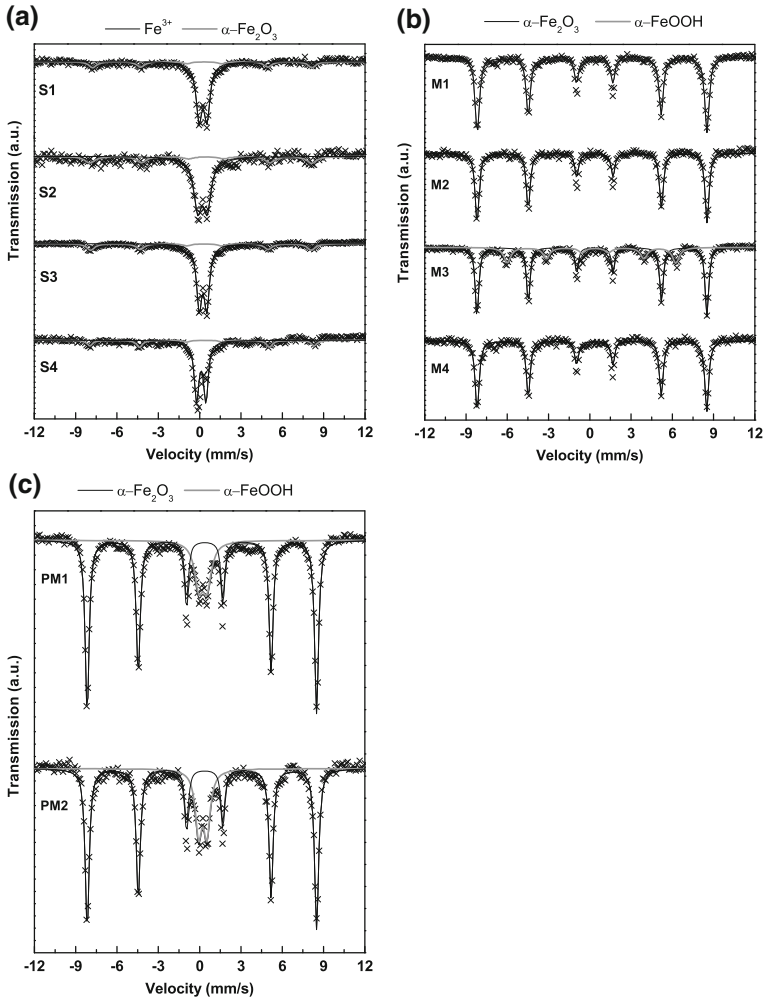 (a)
Fe³⁺ α–Fe₂O₃
Transmission (a.u.)
S1
S2
S3
S4
-12 -9 -6 -3 0 3 6 9 12
Velocity (mm/s)
(b)
α–Fe₂O₃ α–FeOOH
Transmission (a.u.)
M1
M2
M3
M4
-12 -9 -6 -3 0 3 6 9 12
Velocity (mm/s)
(c)
α–Fe₂O₃ α–FeOOH
Transmission (a.u.)
PM1
PM2
-12 -9 -6 -3 0 3 6 9 12
Velocity (mm/s)